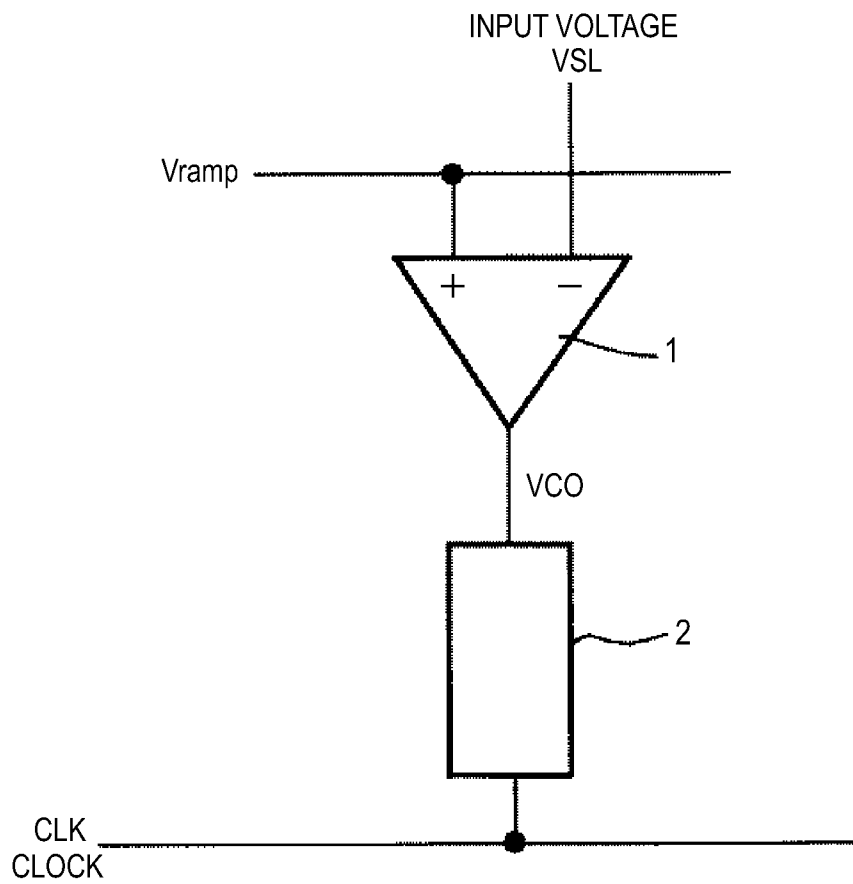 INPUT VOLTAGE
VSL
Vramp
+ −
1
VCO
2
CLK
CLOCK